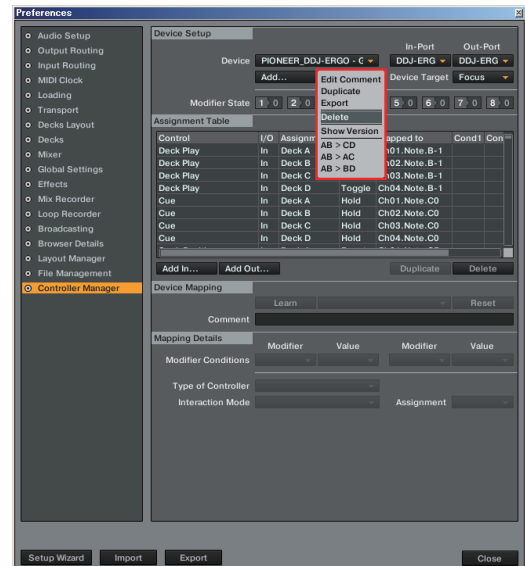 Preferences
Audio Setup
Output Routing
Input Routing
MIDI Clock
Loading
Transport
Decks Layout
Decks
Mixer
Global Settings
Effects
Mix Recorder
Loop Recorder
Broadcasting
Browser Details
Layout Manager
File Management
Controller Manager
Device Setup
In-Port Out-Port
Device PIONEER_DDJ-ERGO - G DDJ-ERG DDJ-ERG
Add... Device Target Focus
Modifier State 1 0 2 0 5 0 6 0 7 0 8 0
Edit Comment
Duplicate
Export
Delete
Show Version
AB > CD
AB > AC
AB > BD
Assignment Table
Control I/O Assignm apped to Cond1 Con
Deck Play In Deck A Ch01.Note.B-1
Deck Play In Deck B Ch02.Note.B-1
Deck Play In Deck C Ch03.Note.B-1
Deck Play In Deck D Toggle Ch04.Note.B-1
Cue In Deck A Hold Ch01.Note.C0
Cue In Deck B Hold Ch02.Note.C0
Cue In Deck C Hold Ch03.Note.C0
Cue In Deck D Hold Ch04.Note.C0
Add In... Add Out... Duplicate Delete
Device Mapping
Learn Reset
Comment
Mapping Details
Modifier Value Modifier Value
Modifier Conditions
Type of Controller
Interaction Mode Assignment
Setup Wizard Import Export Close